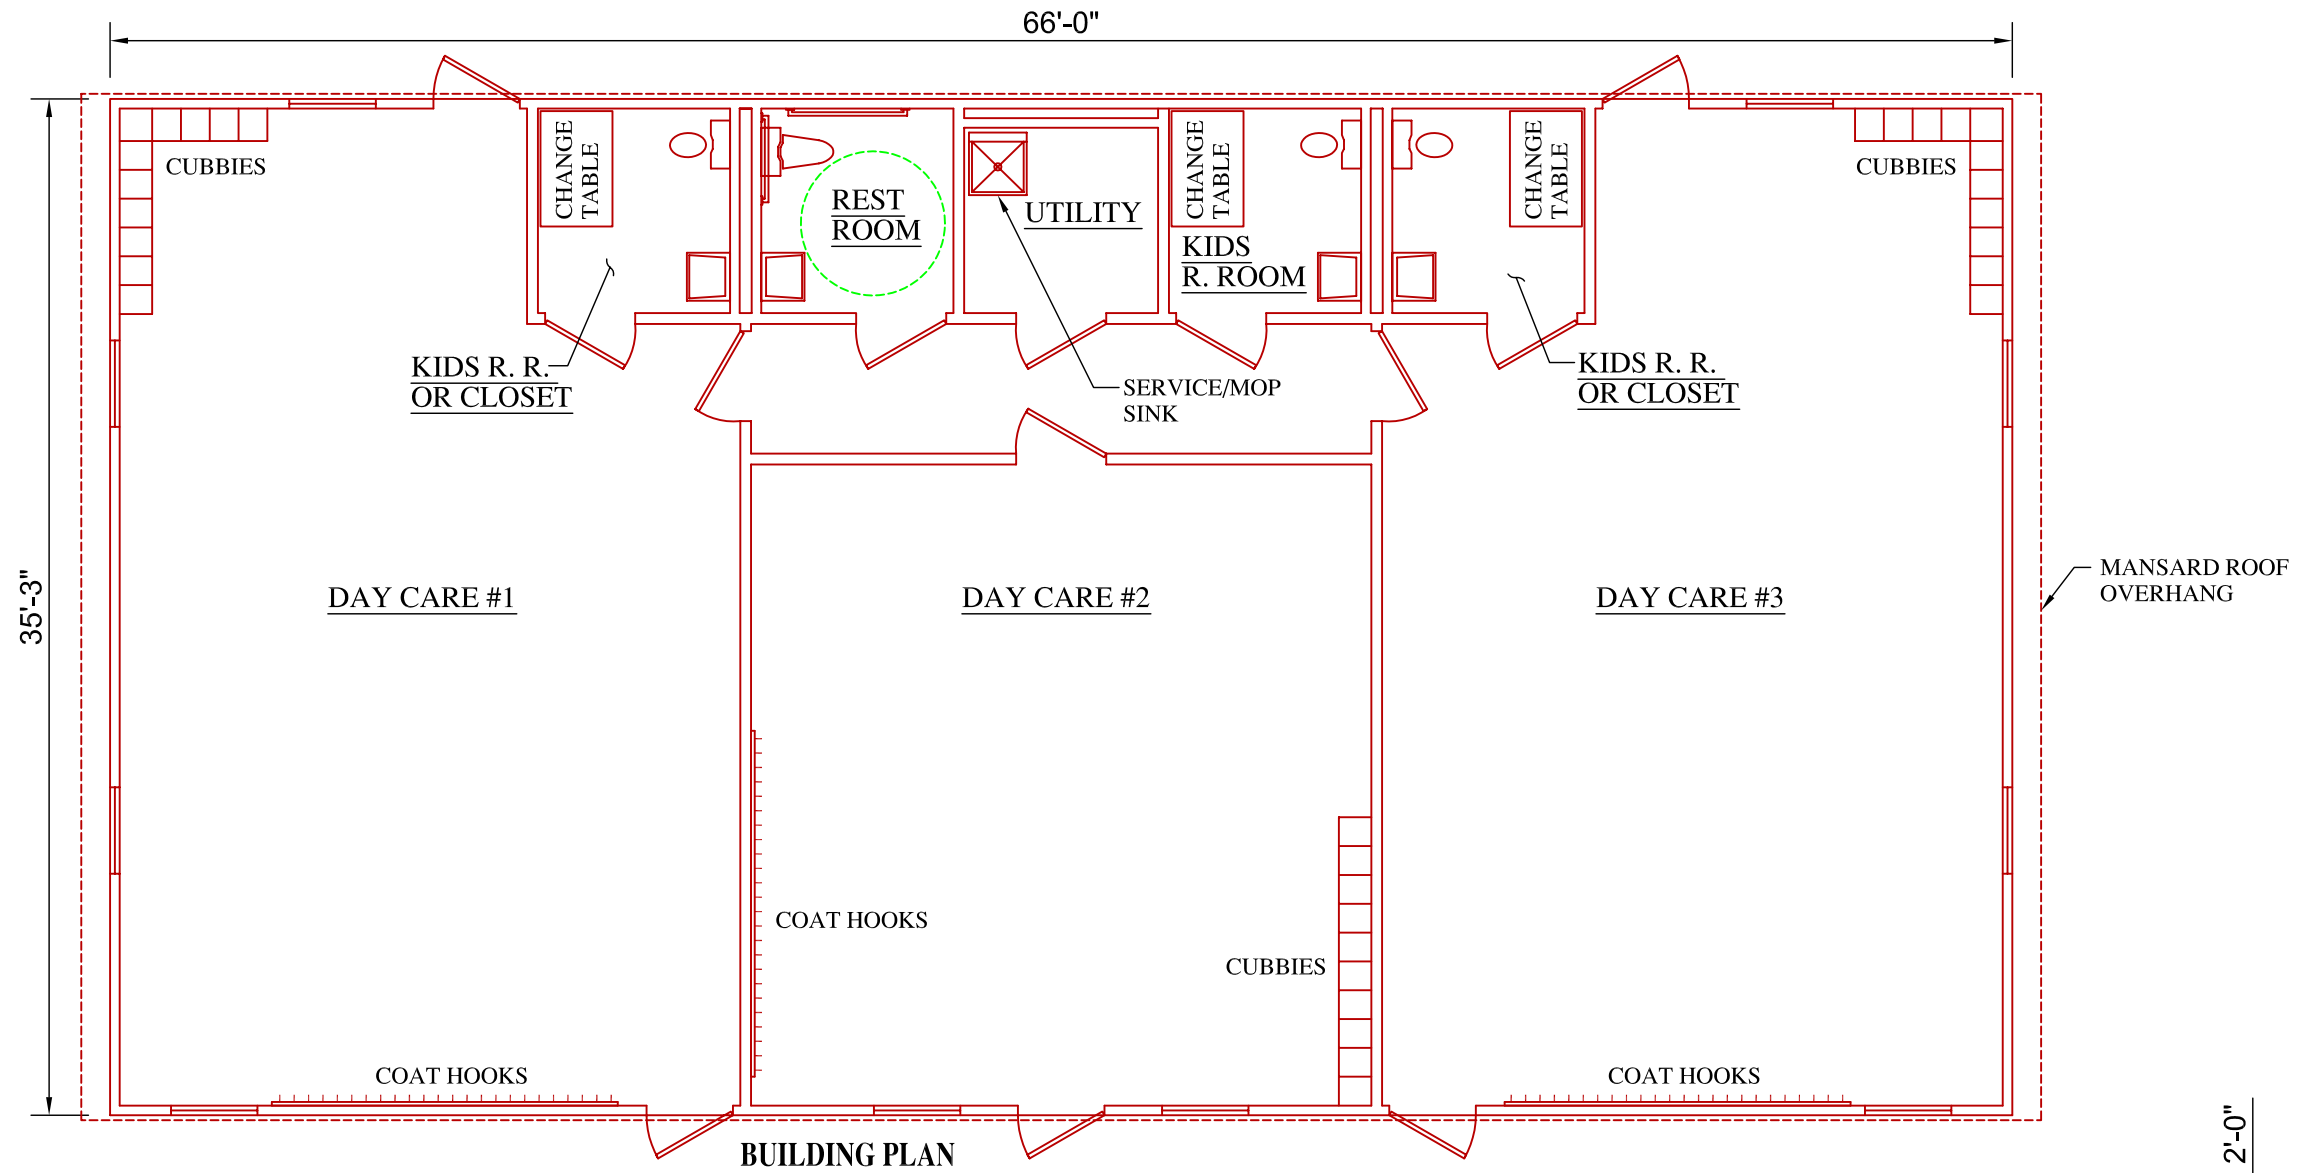 66'-0"
CUBBIES
CHANGE
TABLE
REST
ROOM
UTILITY
CHANGE
TABLE
KIDS
R. ROOM
CHANGE
TABLE
CUBBIES
KIDS R. R.
OR CLOSET
SERVICE/MOP
SINK
KIDS R. R.
OR CLOSET
35'-3"
DAY CARE #1
DAY CARE #2
DAY CARE #3
MANSARD ROOF
OVERHANG
COAT HOOKS
CUBBIES
COAT HOOKS
COAT HOOKS
BUILDING PLAN
2'-0"